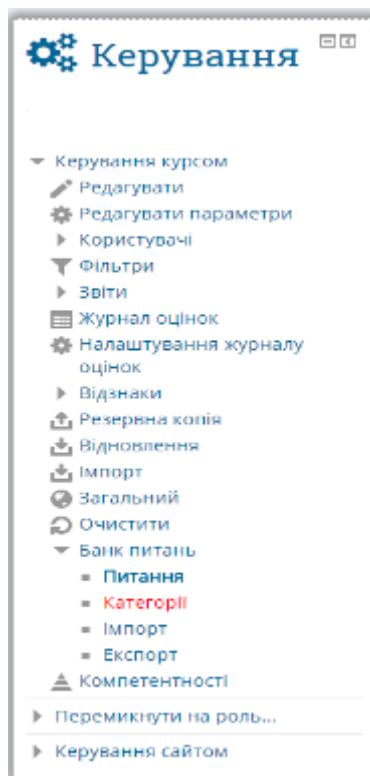 Керування
Керування курсом
Редагувати
Редагувати параметри
Користувачі
Фільтри
Звіти
Журнал оцінок
Налаштування журналу
оцінок
Відзнаки
Резервна копія
Відновлення
Імпорт
Загальний
Очистити
Банк питань
Питання
Категорії
Імпорт
Експорт
Компетентності
Перемикнути на роль...
Керування сайтом